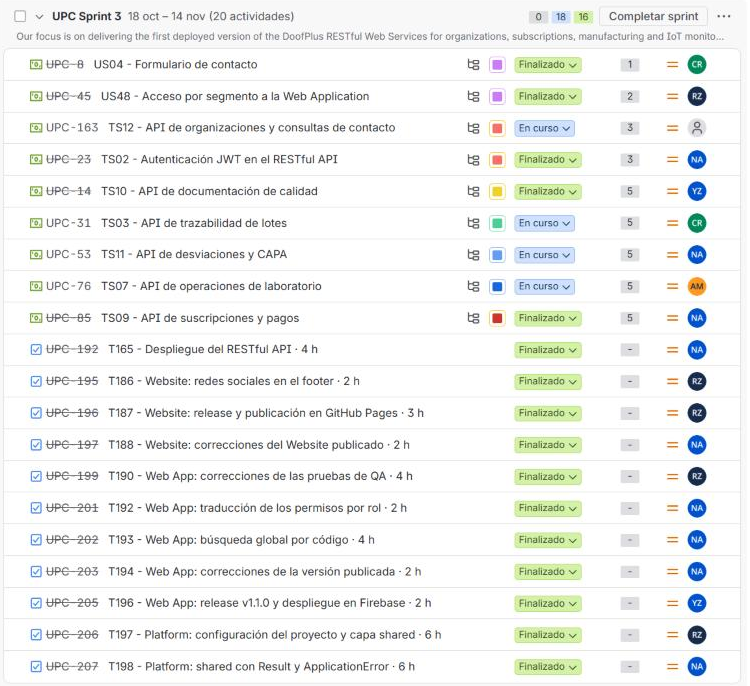 UPC Sprint 3 18 oct – 14 nov (20 actividades) 0 18 16 Completar sprint ...
Our focus is on delivering the first deployed version of the DoofPlus RESTful Web Services for organizations, subscriptions, manufacturing and IoT monito...
UPC-8 US04 - Formulario de contacto Finalizado 1 CR
UPC-45 US48 - Acceso por segmento a la Web Application Finalizado 2 RZ
UPC-163 TS12 - API de organizaciones y consultas de contacto En curso 3
UPC-23 TS02 - Autenticación JWT en el RESTful API Finalizado 3 NA
UPC-14 TS10 - API de documentación de calidad Finalizado 5 YZ
UPC-31 TS03 - API de trazabilidad de lotes En curso 5 CR
UPC-53 TS11 - API de desviaciones y CAPA En curso 5 NA
UPC-76 TS07 - API de operaciones de laboratorio En curso 5 AM
UPC-85 TS09 - API de suscripciones y pagos Finalizado 5 NA
UPC-192 T165 - Despliegue del RESTful API · 4 h Finalizado - NA
UPC-195 T186 - Website: redes sociales en el footer · 2 h Finalizado - RZ
UPC-196 T187 - Website: release y publicación en GitHub Pages · 3 h Finalizado - RZ
UPC-197 T188 - Website: correcciones del Website publicado · 2 h Finalizado - NA
UPC-199 T190 - Web App: correcciones de las pruebas de QA · 4 h Finalizado - RZ
UPC-201 T192 - Web App: traducción de los permisos por rol · 2 h Finalizado - NA
UPC-202 T193 - Web App: búsqueda global por código · 4 h Finalizado - NA
UPC-203 T194 - Web App: correcciones de la versión publicada · 2 h Finalizado - NA
UPC-205 T196 - Web App: release v1.1.0 y despliegue en Firebase · 2 h Finalizado - YZ
UPC-206 T197 - Platform: configuración del proyecto y capa shared · 6 h Finalizado - RZ
UPC-207 T198 - Platform: shared con Result y ApplicationError · 6 h Finalizado - NA